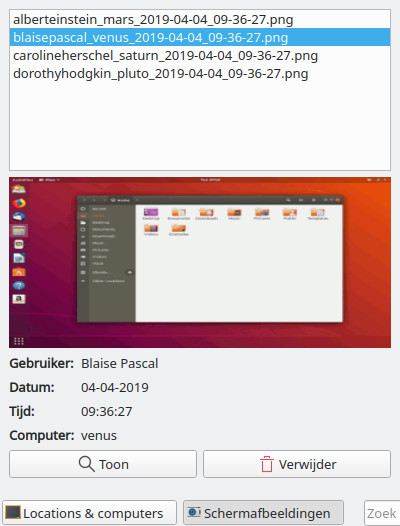 alberteinstein_mars_2019-04-04_09-36-27.png
blaisepascal_venus_2019-04-04_09-36-27.png
carolineherschel_saturn_2019-04-04_09-36-27.png
dorothyhodgkin_pluto_2019-04-04_09-36-27.png
Gebruiker: Blaise Pascal
Datum: 04-04-2019
Tijd: 09:36:27
Computer: venus
Toon Verwijder
Locations & computers Schermafbeeldingen Zoek